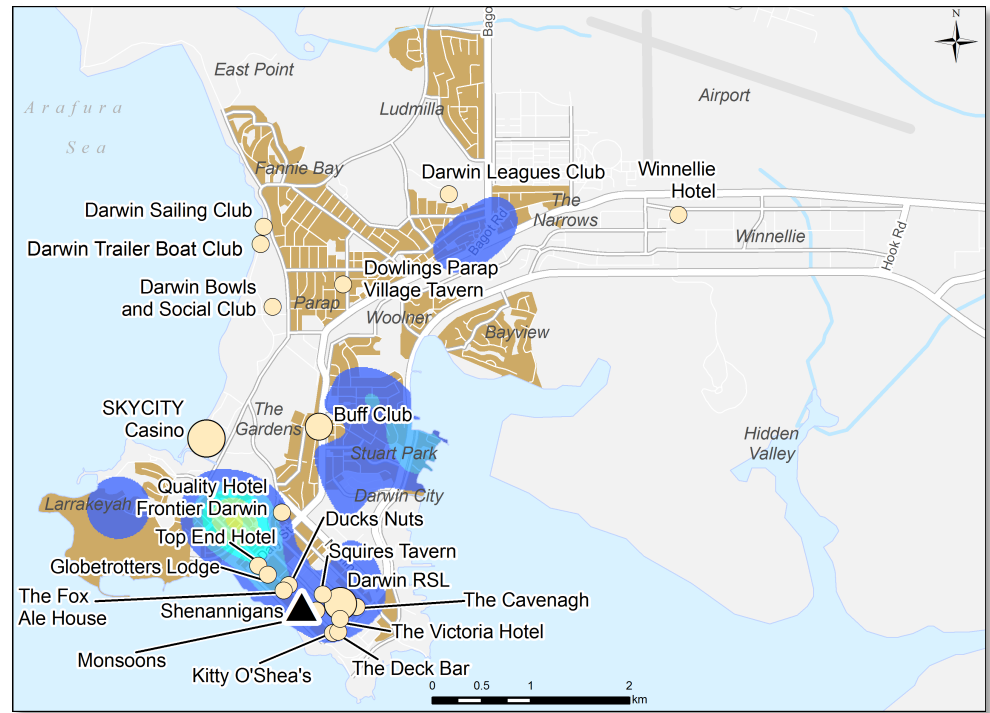 N
Bago
East Point
Arafura
Sea
Ludmilla
Airport
Fannie Bay
Darwin Leagues Club
Winnellie
Hotel
The
Narrows
Darwin Sailing Club
Bagot Rd
Winnellie
Hook Rd
Darwin Trailer Boat Club
Dowlings Parap
Village Tavern
Darwin Bowls
and Social Club
Parap
Woolner
Bayview
SKYCITY
Casino
The
Gardens
Buff Club
Stuart Park
Hidden
Valley
Darwin City
Larrakeyah
Quality Hotel
Frontier Darwin
Ducks Nuts
Top End Hotel
Squires Tavern
Globetrotters Lodge
Darwin RSL
The Fox
Ale House
Shenannigans
The Cavenagh
The Victoria Hotel
Monsoons
Kitty O'Shea's
The Deck Bar
0 0.5 1 2
km